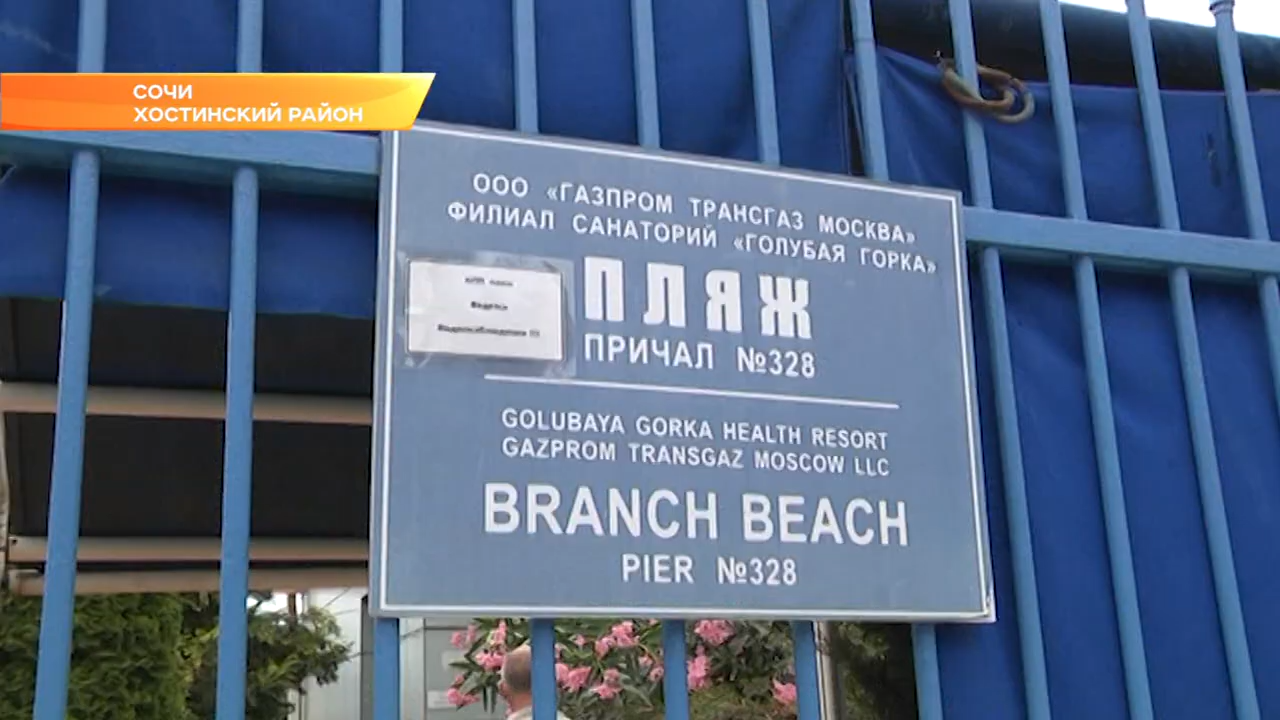 СОЧИ
ХОСТИНСКИЙ РАЙОН
ООО «ГАЗПРОМ ТРАНСГАЗ МОСКВА»
ФИЛИАЛ САНАТОРИЙ «ГОЛУБАЯ ГОРКА»
ПЛЯЖ
ПРИЧАЛ №328
GOLUBAYA GORKA HEALTH RESORT
GAZPROM TRANSGAZ MOSCOW LLC
BRANCH BEACH
PIER №328